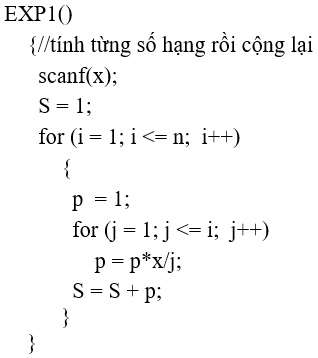 EXP1()
{//tính từng số hạng rồi cộng lại
scanf(x);
S = 1;
for (i = 1; i <= n;  i++)
{
p  = 1;
for (j = 1; j <= i;  j++)
p = p*x/j;
S = S + p;
}
}